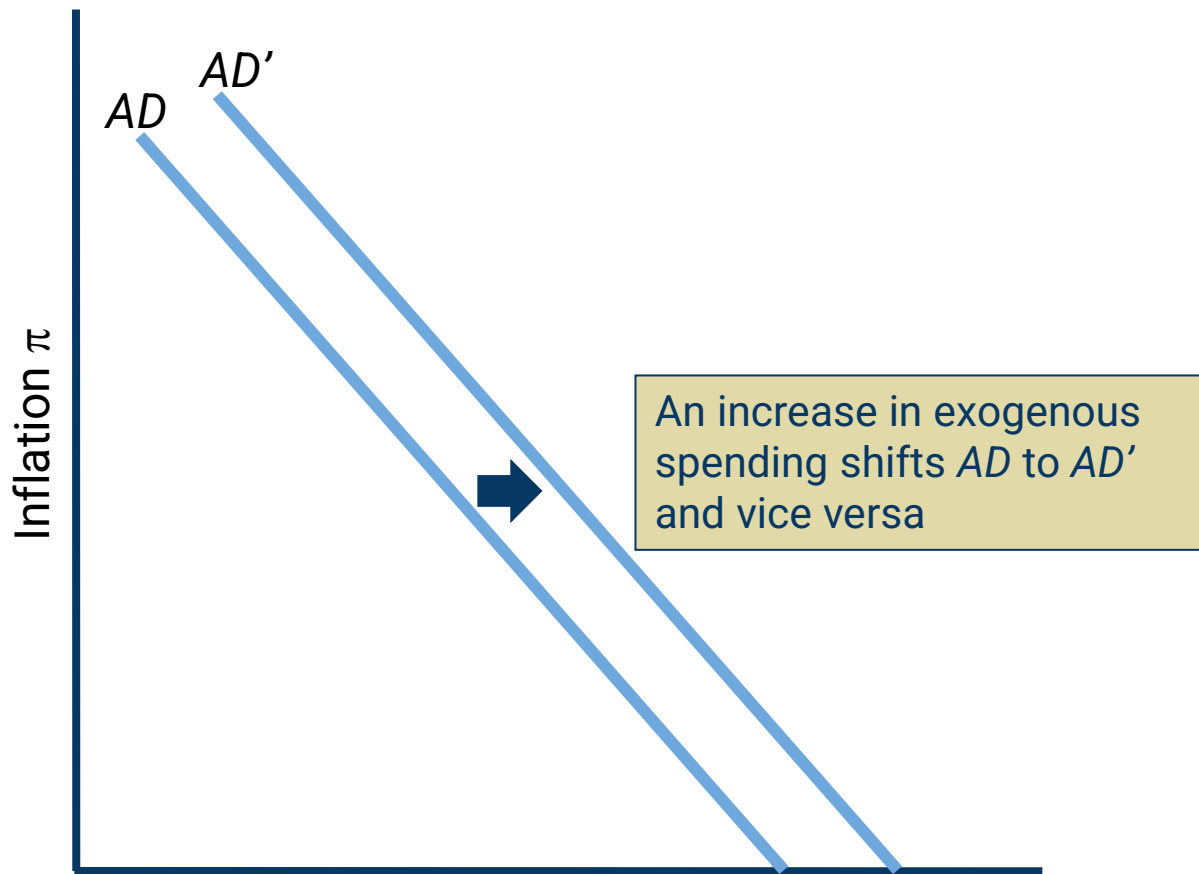 AD’
AD
Inflation π
An increase in exogenous
spending shifts AD to AD’
and vice versa